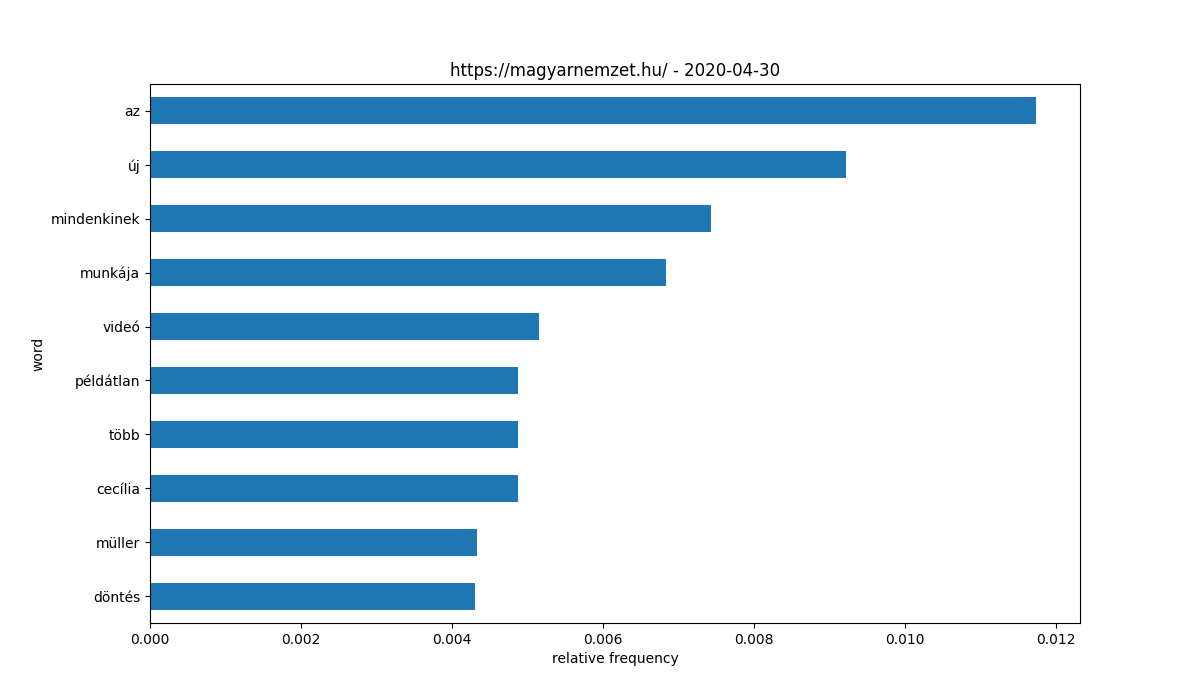 https://magyarnemzet.hu/ - 2020-04-30
word
az
új
mindenkinek
munkája
videó
példátlan
több
cecília
müller
döntés
0.000 0.002 0.004 0.006 0.008 0.010 0.012
relative frequency